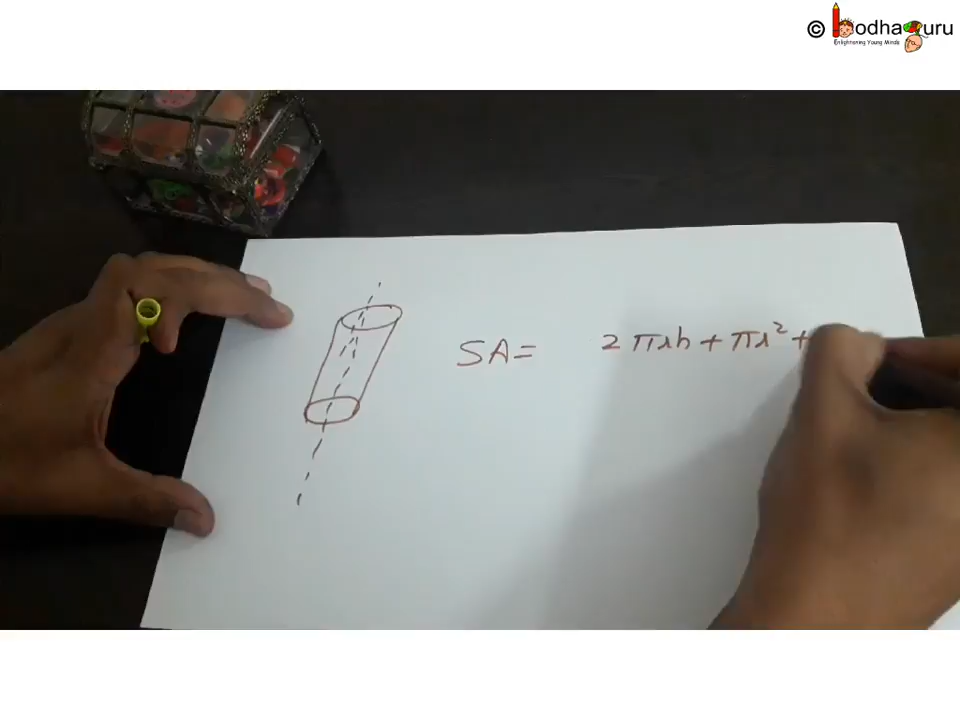 © BodhaGuru
Enlightening Young Minds
SA = 2πrh + πr² +